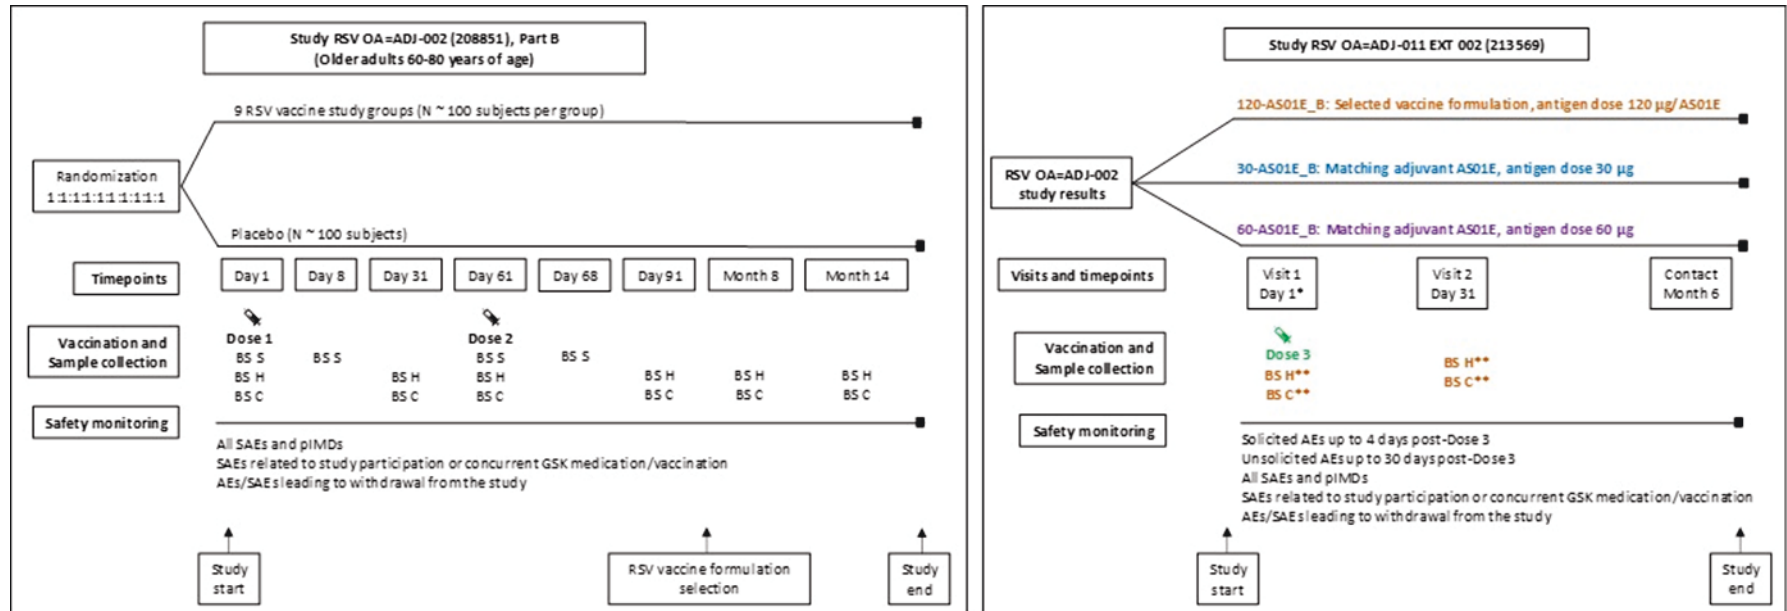 Study RSV OA=ADJ-002 (208851), Part B
(Older adults 60-80 years of age)
9 RSV vaccine study groups (N ~ 100 subjects per group)
Randomization
1:1:1:1:1:1:1:1:1:1
Placebo (N ~ 100 subjects)
Timepoints
Day 1
Day 8
Day 31
Day 61
Day 68
Day 91
Month 8
Month 14
Vaccination and
Sample collection
Dose 1
Dose 2
BS S
BS S
BS S
BS S
BS H
BS H
BS H
BS H
BS H
BS H
BS C
BS C
BS C
BS C
BS C
BS C
Safety monitoring
All SAEs and pIMDs
SAEs related to study participation or concurrent GSK medication/vaccination
AEs/SAEs leading to withdrawal from the study
Study
start
RSV vaccine formulation
selection
Study
end
Study RSV OA=ADJ-011 EXT 002 (213569)
120-AS01E_B: Selected vaccine formulation, antigen dose 120 µg/AS01E
RSV OA=ADJ-002
study results
30-AS01E_B: Matching adjuvant AS01E, antigen dose 30 µg
60-AS01E_B: Matching adjuvant AS01E, antigen dose 60 µg
Visits and timepoints
Visit 1
Day 1*
Visit 2
Day 31
Contact
Month 6
Vaccination and
Sample collection
Dose 3
BS H**
BS C**
BS H**
BS C**
Safety monitoring
Solicited AEs up to 4 days post-Dose 3
Unsolicited AEs up to 30 days post-Dose 3
All SAEs and pIMDs
SAEs related to study participation or concurrent GSK medication/vaccination
AEs/SAEs leading to withdrawal from the study
Study
start
Study
end